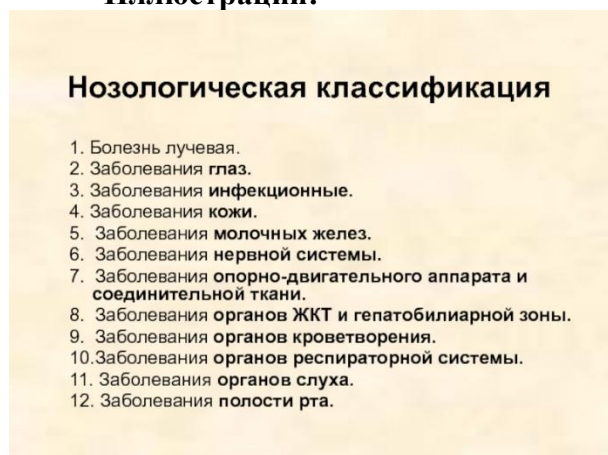 Иллюстрации:
Нозологическая классификация
1. Болезнь лучевая.
2. Заболевания глаз.
3. Заболевания инфекционные.
4. Заболевания кожи.
5. Заболевания молочных желез.
6. Заболевания нервной системы.
7. Заболевания опорно-двигательного аппарата и
соединительной ткани.
8. Заболевания органов ЖКТ и гепатобилиарной зоны.
9. Заболевания органов кроветворения.
10.Заболевания органов респираторной системы.
11. Заболевания органов слуха.
12. Заболевания полости рта.